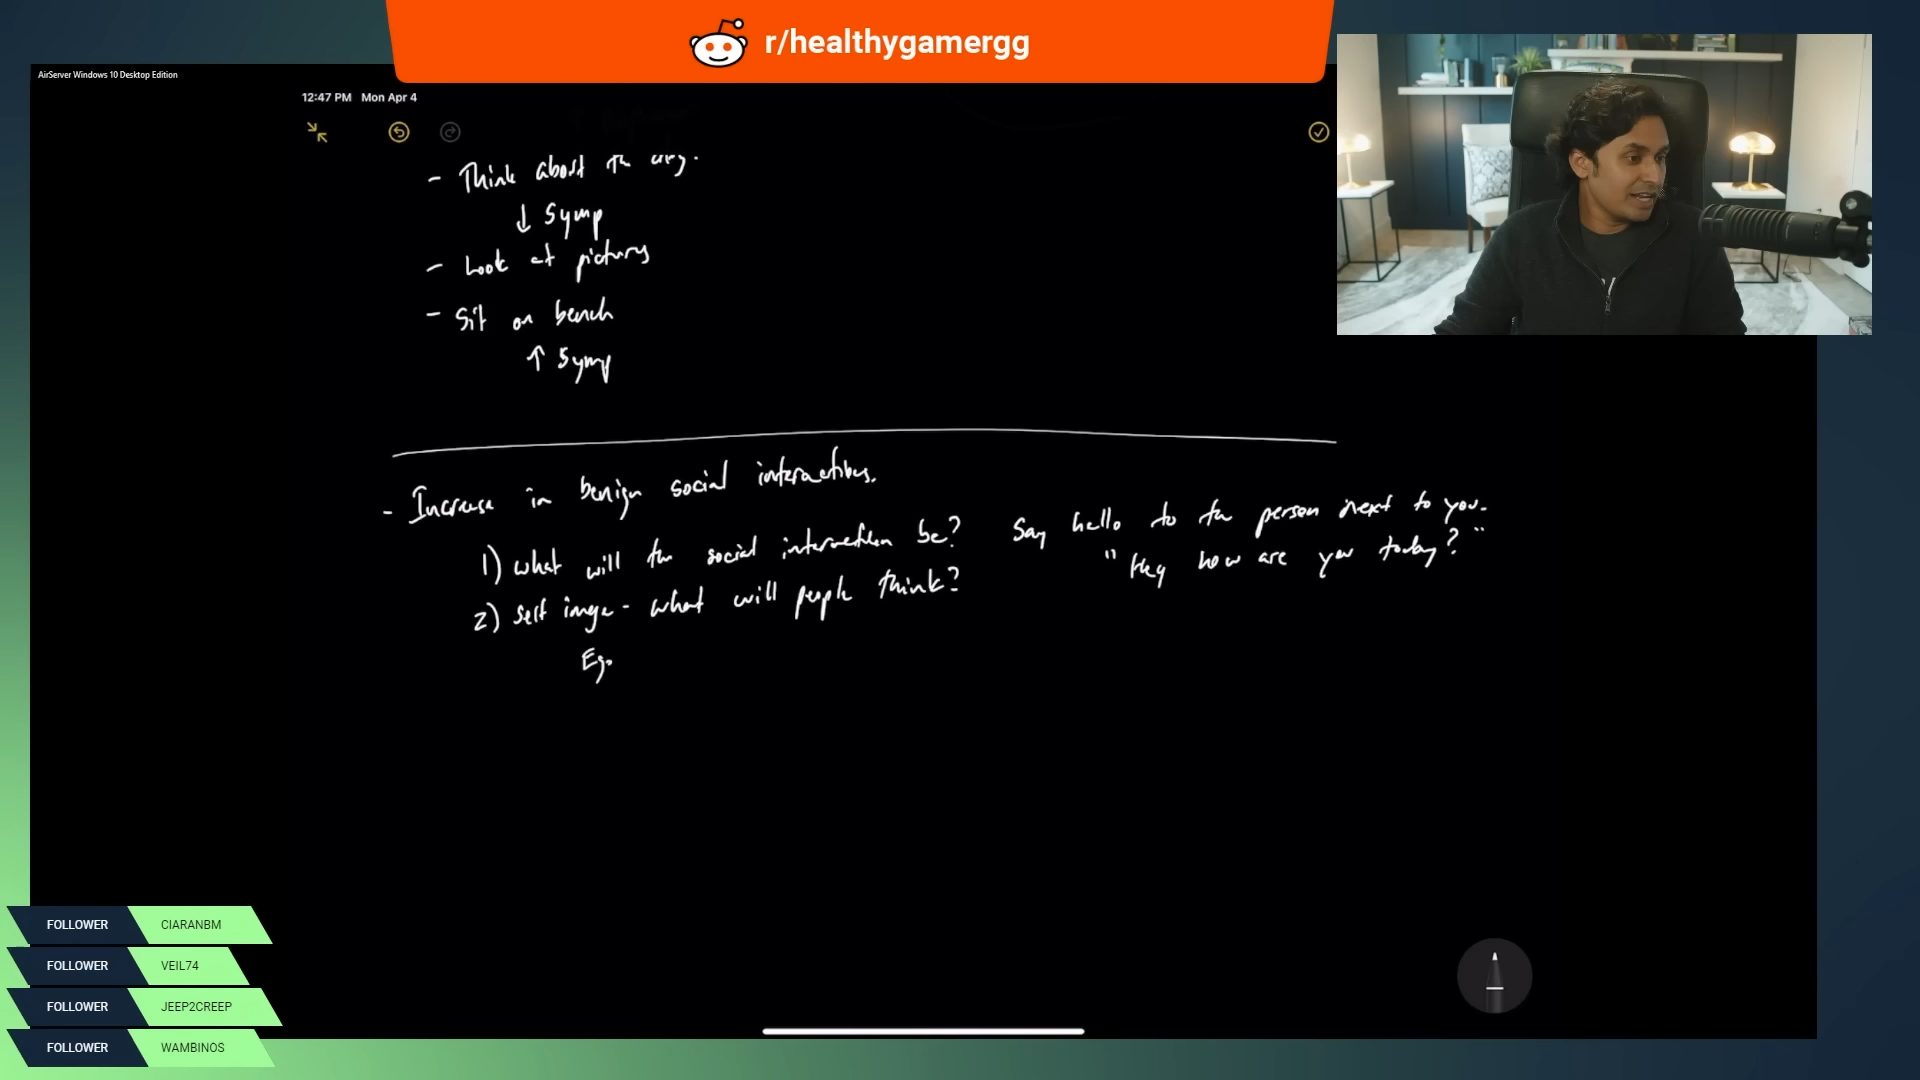 r/healthygamergg
AirServer Windows 10 Desktop Edition
12:47 PM Mon Apr 4
- Think about the
↓ Symp
- Look at pictures
- Sit on bench
↑ Symp
- Increase in benign social interactions.
1) what will the social interaction be? Say hello to the person next to you.
"Hey how are you today?"
2) self image - what will people think?
Eg.
FOLLOWER CIARANBM
FOLLOWER VEIL74
FOLLOWER JEEP2CREEP
FOLLOWER WAMBINOS